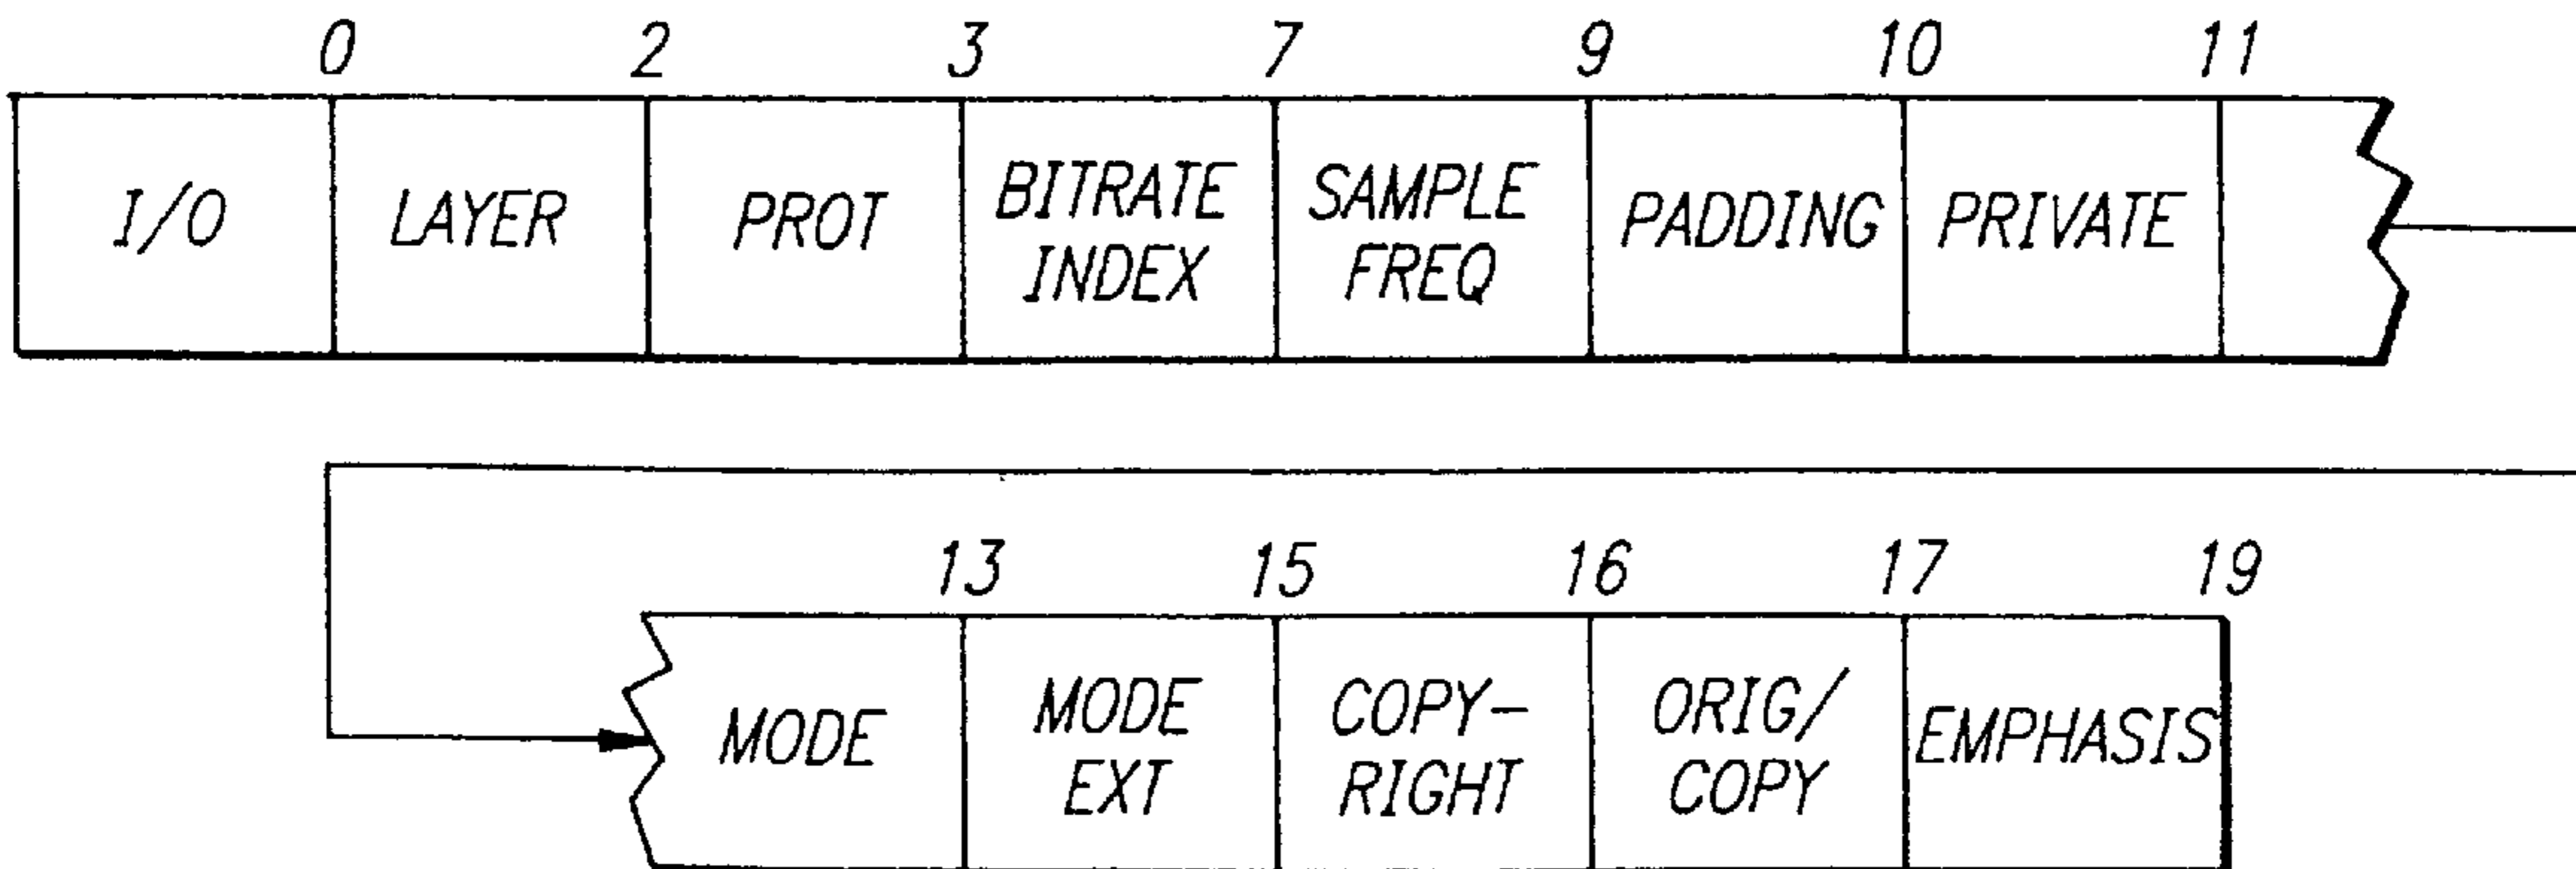 0 2 3 7 9 10 11
I/O LAYER PROT BITRATE INDEX SAMPLE FREQ PADDING PRIVATE
13 15 16 17 19
MODE MODE EXT COPY- RIGHT ORIG/ COPY EMPHASIS